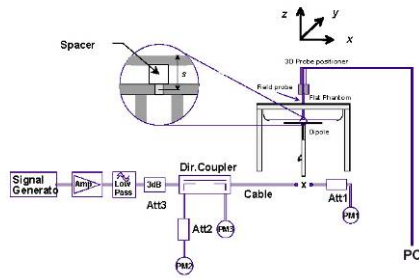 z
y
x
Spacer
s
3D Probe positioner
Field probe
Flat Phantom
Dipole
Signal
Generato
Amp
Low
Pass
3dB
Att3
Dir.Coupler
Cable
x
Att1
PM1
Att2
PM3
PM2
PC